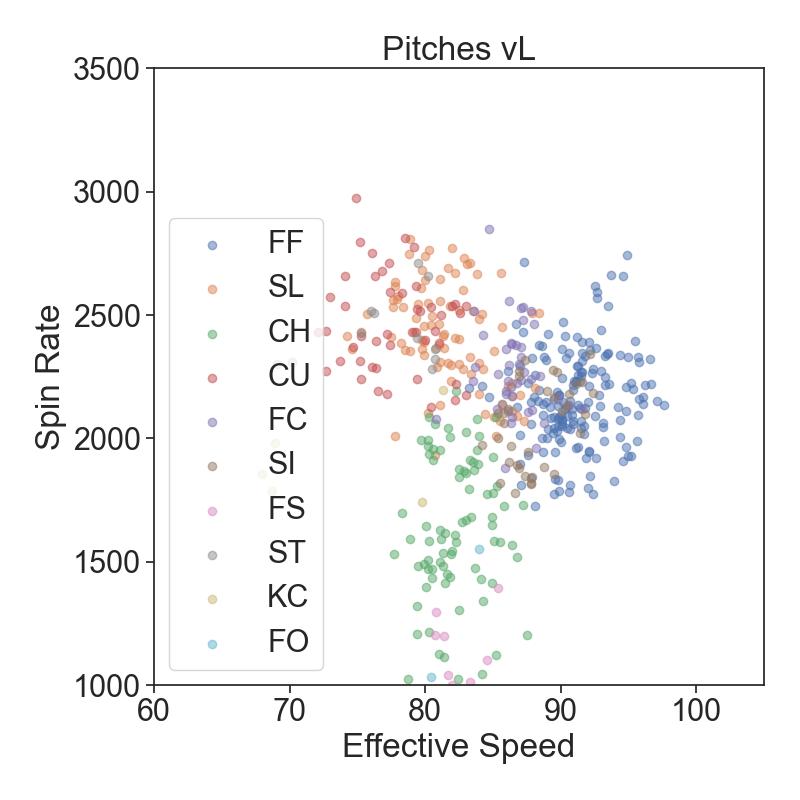 Pitches vL
3500
3000
2500
2000
1500
1000
Spin Rate
FF
SL
CH
CU
FC
SI
FS
ST
KC
FO
60 70 80 90 100
Effective Speed